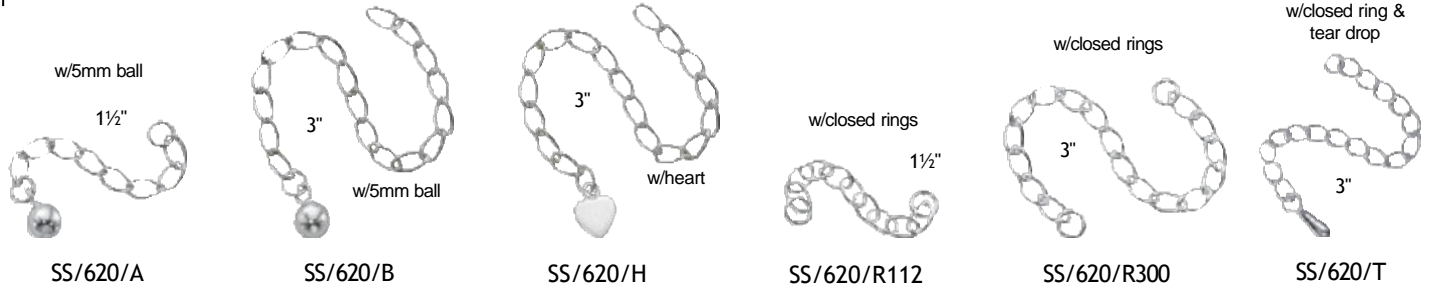 w/5mm ball
1½"
SS/620/A
3"
w/5mm ball
SS/620/B
3"
w/heart
SS/620/H
w/closed rings
1½"
SS/620/R112
w/closed rings
3"
SS/620/R300
w/closed ring &
tear drop
3"
SS/620/T